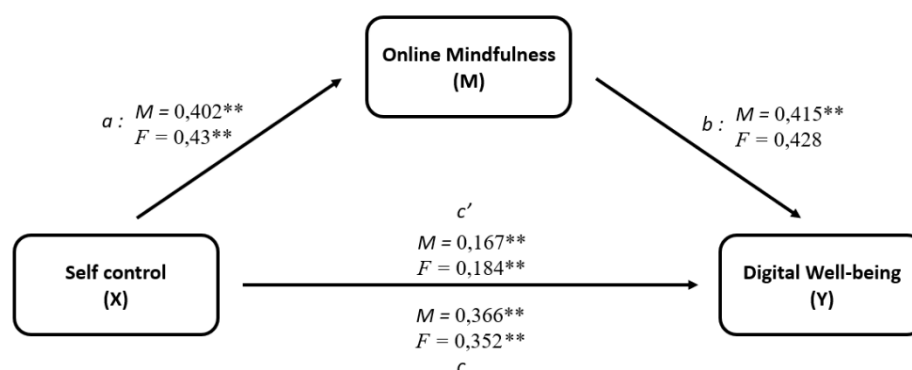 Online Mindfulness
(M)
a : M = 0,402**
F = 0,43**
b : M = 0,415**
F = 0,428
c'
M = 0,167**
F = 0,184**
Self control
(X)
Digital Well-being
(Y)
M = 0,366**
F = 0,352**
c